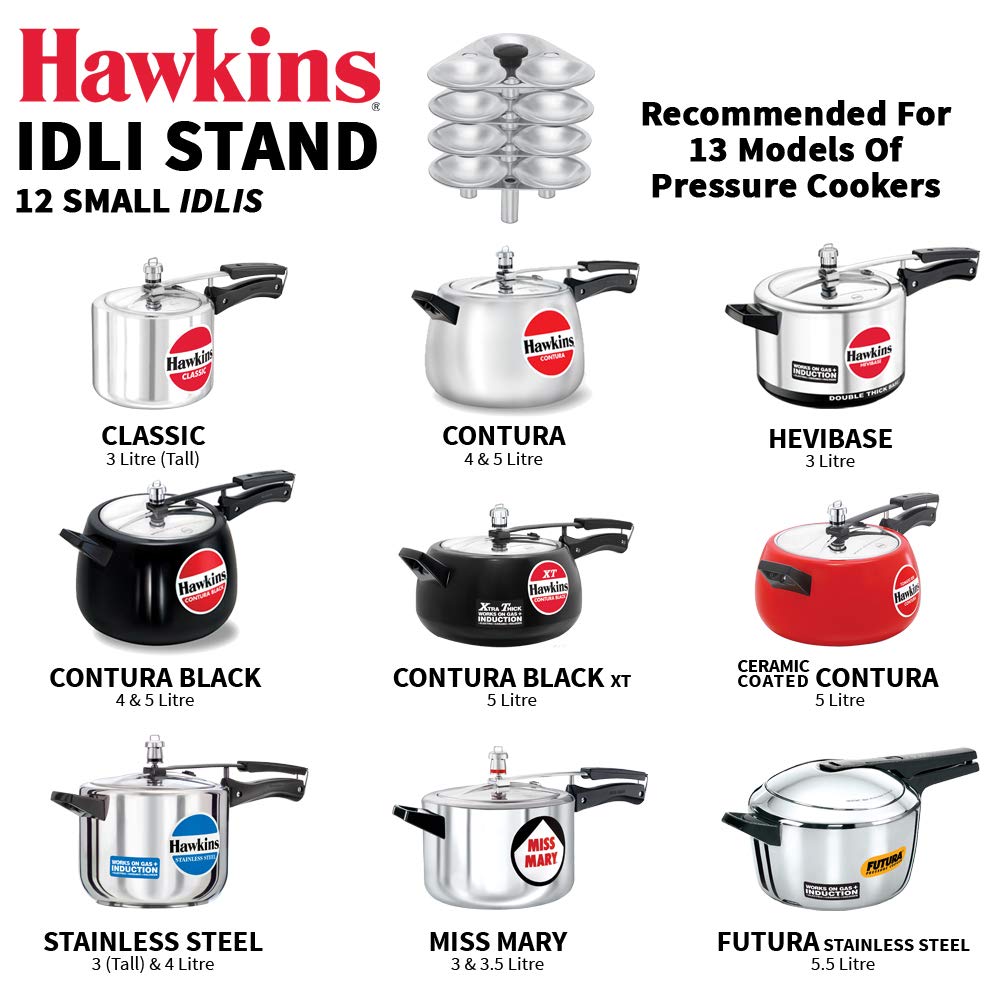 Hawkins®
IDLI STAND
12 SMALL IDLIS
Recommended For
13 Models Of
Pressure Cookers
Hawkins
CLASSIC
CLASSIC
3 Litre (Tall)
Hawkins
CONTURA
CONTURA
4 & 5 Litre
Hawkins
HEVIBASE
WORKS ON GAS +
INDUCTION
HEVIBASE
3 Litre
Hawkins
CONTURA BLACK
CONTURA BLACK
4 & 5 Litre
XT
Hawkins
CONTURA BLACK
XTRA THICK
WORKS ON GAS +
INDUCTION
CONTURA BLACK XT
5 Litre
Hawkins
CONTURA
CERAMIC
COATED CONTURA
5 Litre
Hawkins
STAINLESS STEEL
WORKS ON GAS +
INDUCTION
STAINLESS STEEL
3 (Tall) & 4 Litre
MISS
MARY
MISS MARY
3 & 3.5 Litre
FUTURA
WORKS ON GAS +
INDUCTION
FUTURA STAINLESS STEEL
5.5 Litre